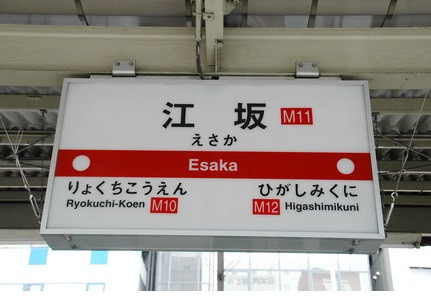 江坂 M11
えさか
Esaka
りょくちこうえん ひがしみくに
Ryokuchi-Koen M10 M12 Higashimikuni